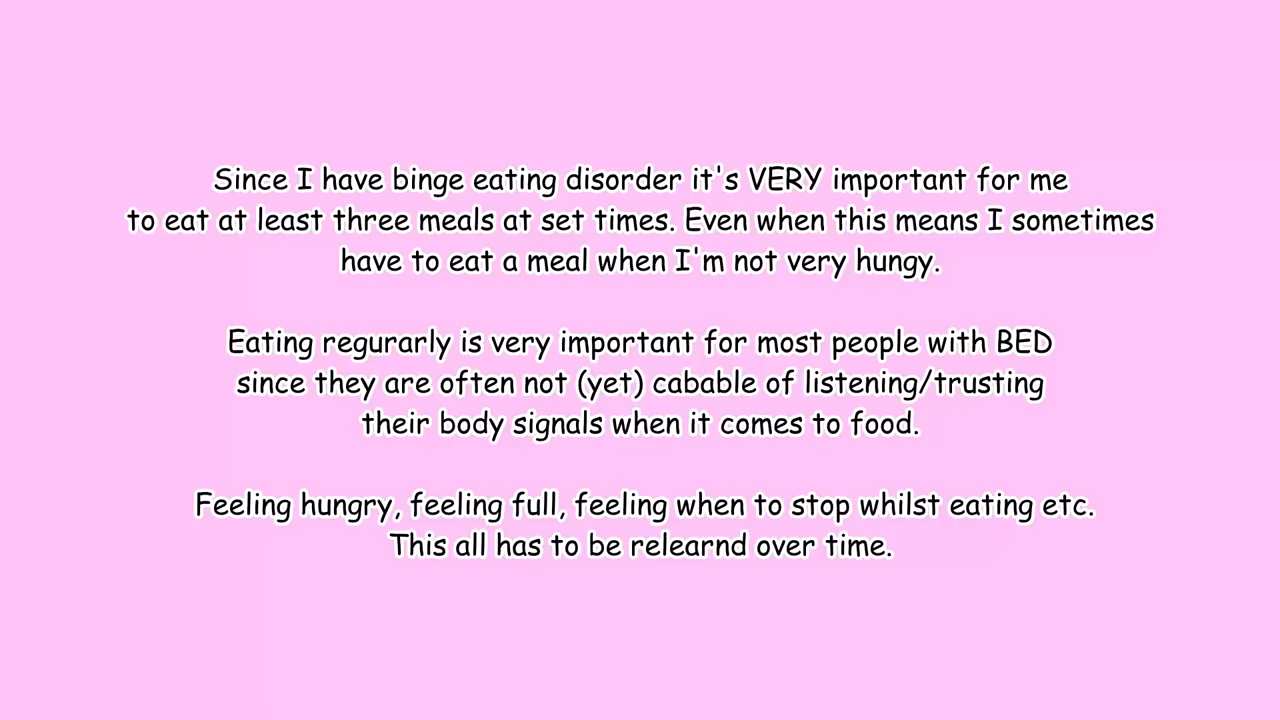 Since I have binge eating disorder it's VERY important for me
to eat at least three meals at set times. Even when this means I sometimes
have to eat a meal when I'm not very hungy.
Eating regurarly is very important for most people with BED
since they are often not (yet) cabable of listening/trusting
their body signals when it comes to food.
Feeling hungry, feeling full, feeling when to stop whilst eating etc.
This all has to be relearnd over time.